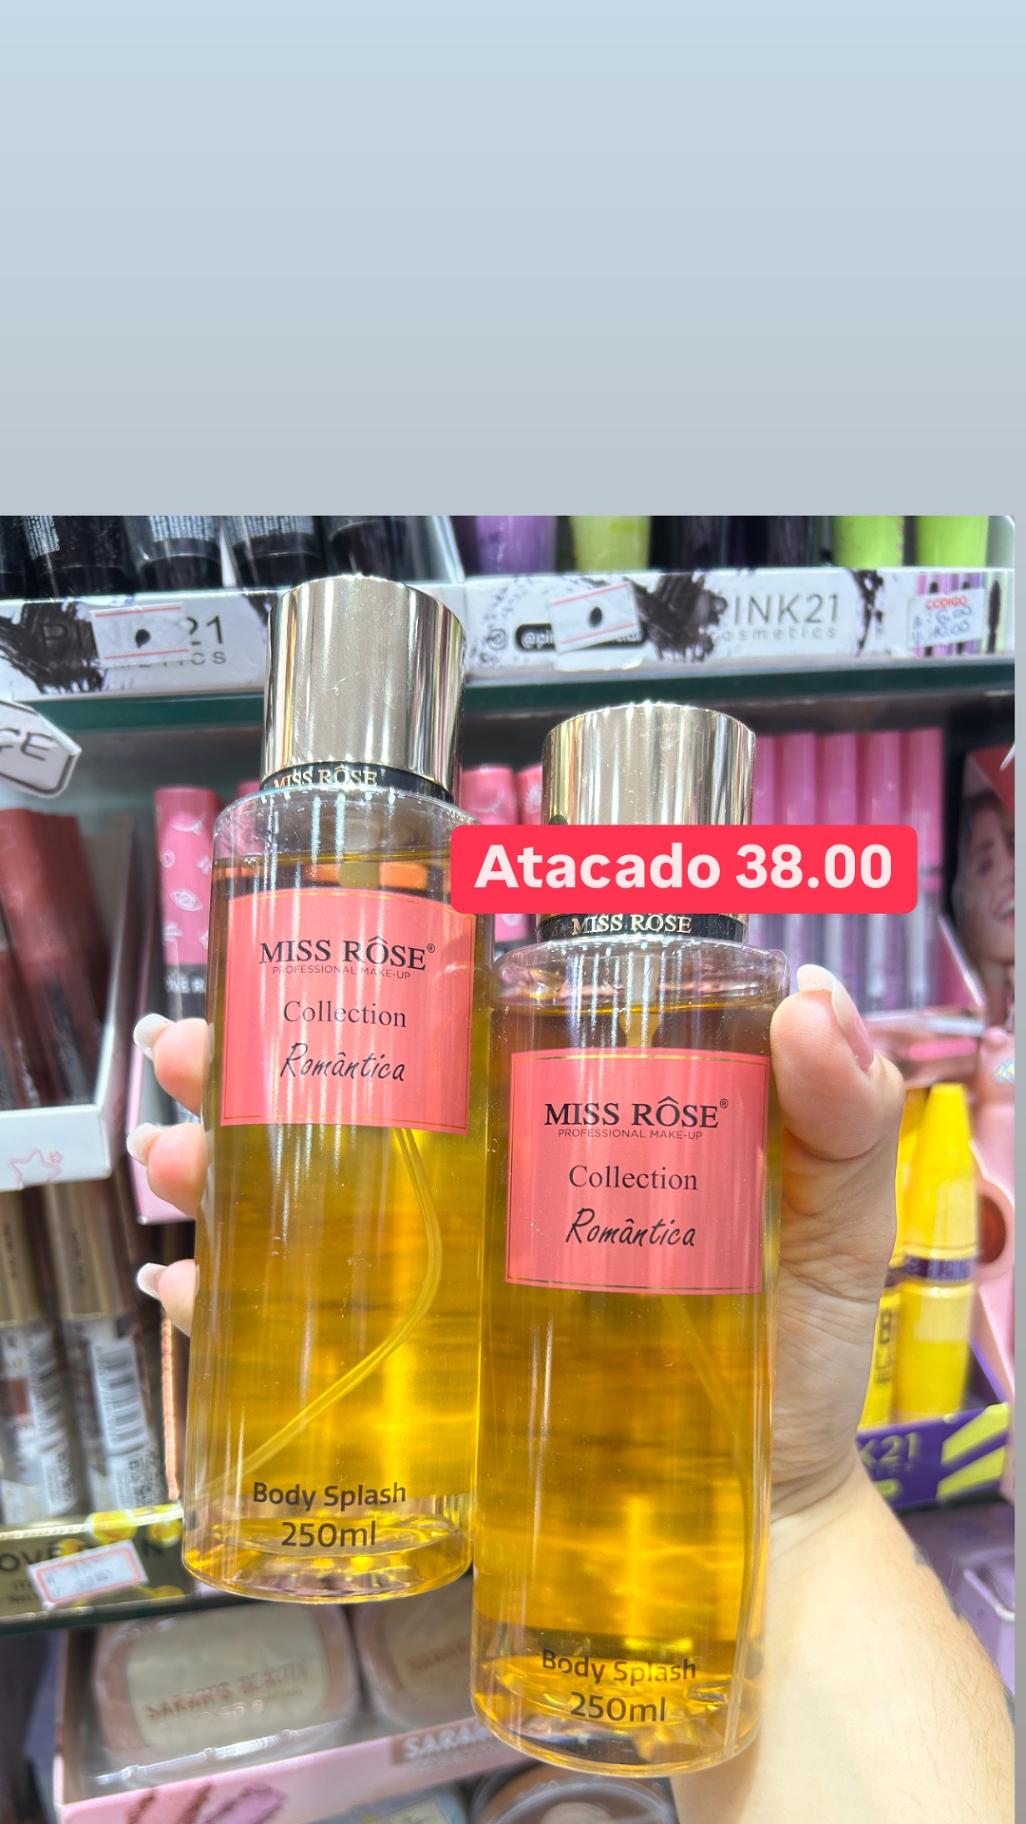 PINK21
cosmetics
CODIGO
MISS RÔSE
Atacado 38.00
MISS RÔSE
MISS RÔSE®
PROFESSIONAL MAKE-UP
Collection
Romântica
MISS RÔSE®
PROFESSIONAL MAKE-UP
Collection
Romântica
Body Splash
250ml
Body Splash
250ml